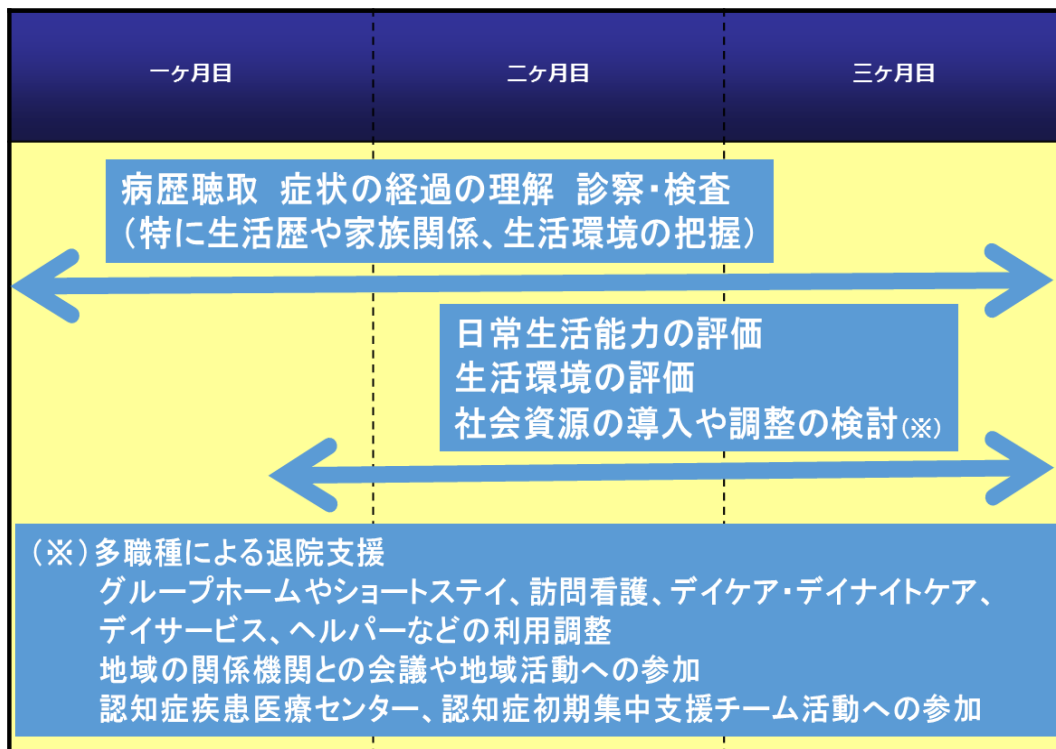 一ヶ月目
二ヶ月目
三ヶ月目
病歴聴取 症状の経過の理解 診察・検査
（特に生活歴や家族関係、生活環境の把握）
日常生活能力の評価
生活環境の評価
社会資源の導入や調整の検討（※）
（※）多職種による退院支援
グループホームやショートステイ、訪問看護、デイケア・デイナイトケア、
デイサービス、ヘルパーなどの利用調整
地域の関係機関との会議や地域活動への参加
認知症疾患医療センター、認知症初期集中支援チーム活動への参加